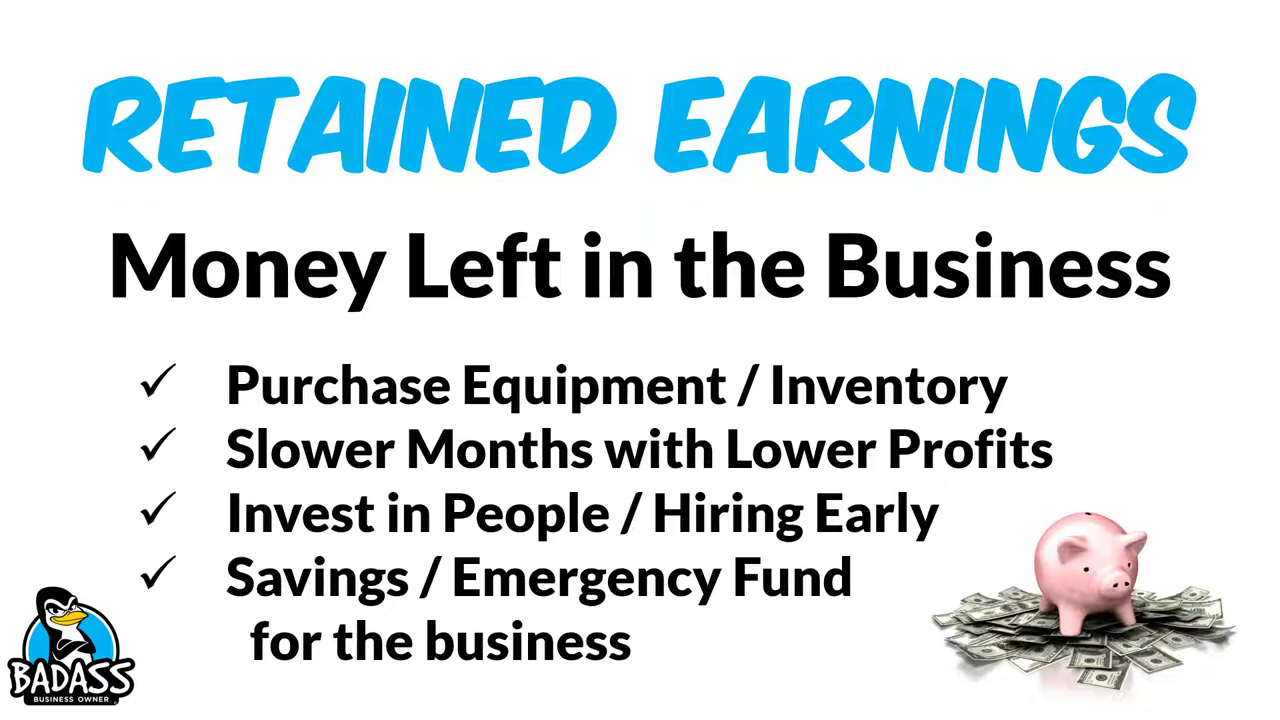 RETAINED EARNINGS
Money Left in the Business
✓ Purchase Equipment / Inventory
✓ Slower Months with Lower Profits
✓ Invest in People / Hiring Early
✓ Savings / Emergency Fund
for the business
BADASS
BUSINESS OWNER